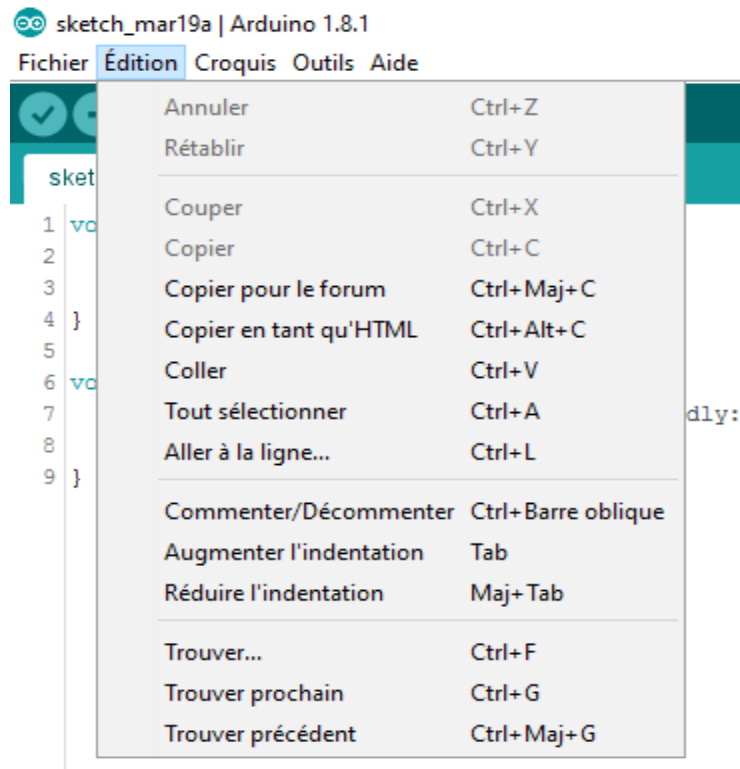 sketch_mar19a | Arduino 1.8.1
Fichier Édition Croquis Outils Aide
Annuler Ctrl+Z
Rétablir Ctrl+Y
sket
Couper Ctrl+X
1 vo
Copier Ctrl+C
2
3 Copier pour le forum Ctrl+Maj+C
4 } Copier en tant qu'HTML Ctrl+Alt+C
5
Coller Ctrl+V
6 vo
7 Tout sélectionner Ctrl+A dly:
8 Aller à la ligne... Ctrl+L
9 }
Commenter/Décommenter Ctrl+Barre oblique
Augmenter l'indentation Tab
Réduire l'indentation Maj+Tab
Trouver... Ctrl+F
Trouver prochain Ctrl+G
Trouver précédent Ctrl+Maj+G